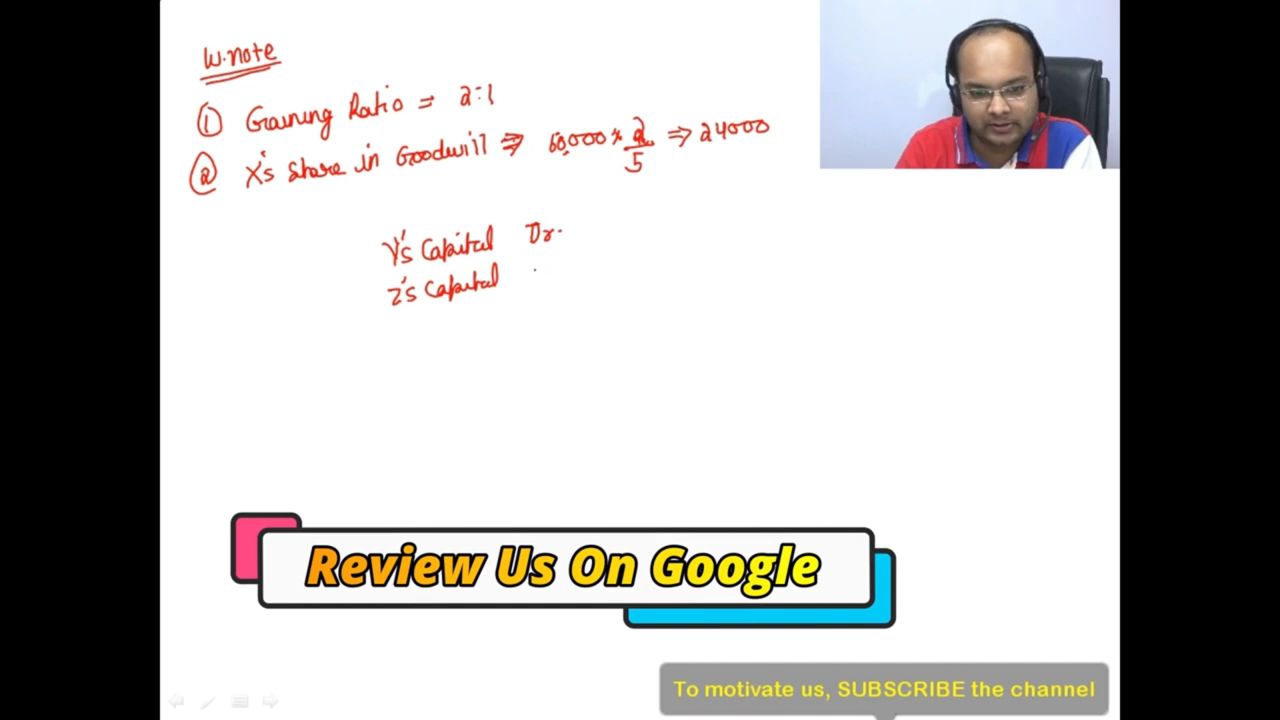 W.note
① Gaining Ratio = 2:1
② X's Share in Goodwill ⇒ 60,000 × 2/5 ⇒ 24000
Y's Capital Dr.
Z's Capital
Review Us On Google
To motivate us, SUBSCRIBE the channel